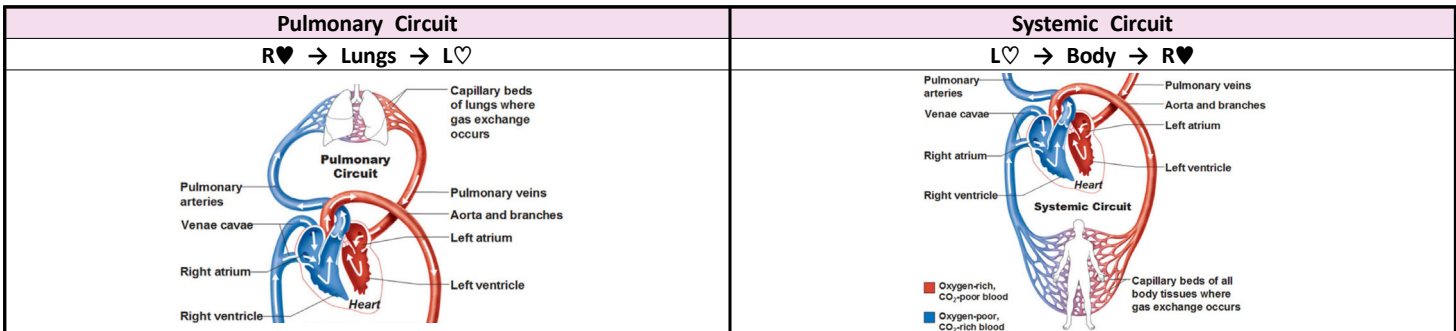 Pulmonary Circuit
R♥ → Lungs → L♡
Capillary beds
of lungs where
gas exchange
occurs
Pulmonary
Circuit
Pulmonary
arteries
Pulmonary veins
Venae cavae
Aorta and branches
Left atrium
Right atrium
Left ventricle
Heart
Right ventricle
Systemic Circuit
L♡ → Body → R♥
Pulmonary
arteries
Pulmonary veins
Venae cavae
Aorta and branches
Left atrium
Right atrium
Left ventricle
Heart
Right ventricle
Systemic Circuit
Oxygen-rich,
CO₂-poor blood
Oxygen-poor,
CO₂-rich blood
Capillary beds of all
body tissues where
gas exchange occurs